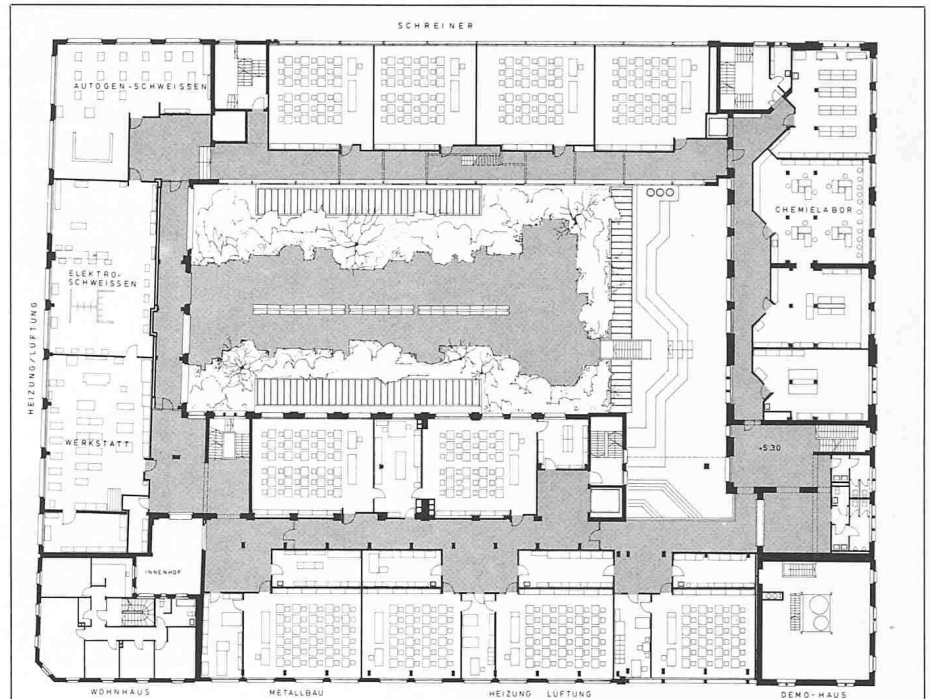 SCHREINER
AUTOGEN-SCHWEISSEN
CHEMIELABOR
ELEKTRO-
SCHWEISSEN
HEIZUNG/LÜFTUNG
WERKSTATT
+5.30
INNENHOF
WOHNHAUS
METALLBAU
HEIZUNG LÜFTUNG
DEMO-HAUS